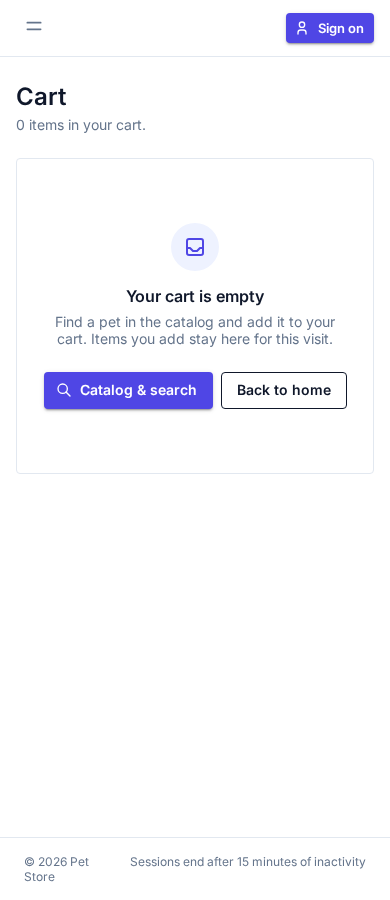 Sign on
Cart
0 items in your cart.
Your cart is empty
Find a pet in the catalog and add it to your
cart. Items you add stay here for this visit.
Catalog & search
Back to home
© 2026 Pet
Store
Sessions end after 15 minutes of inactivity